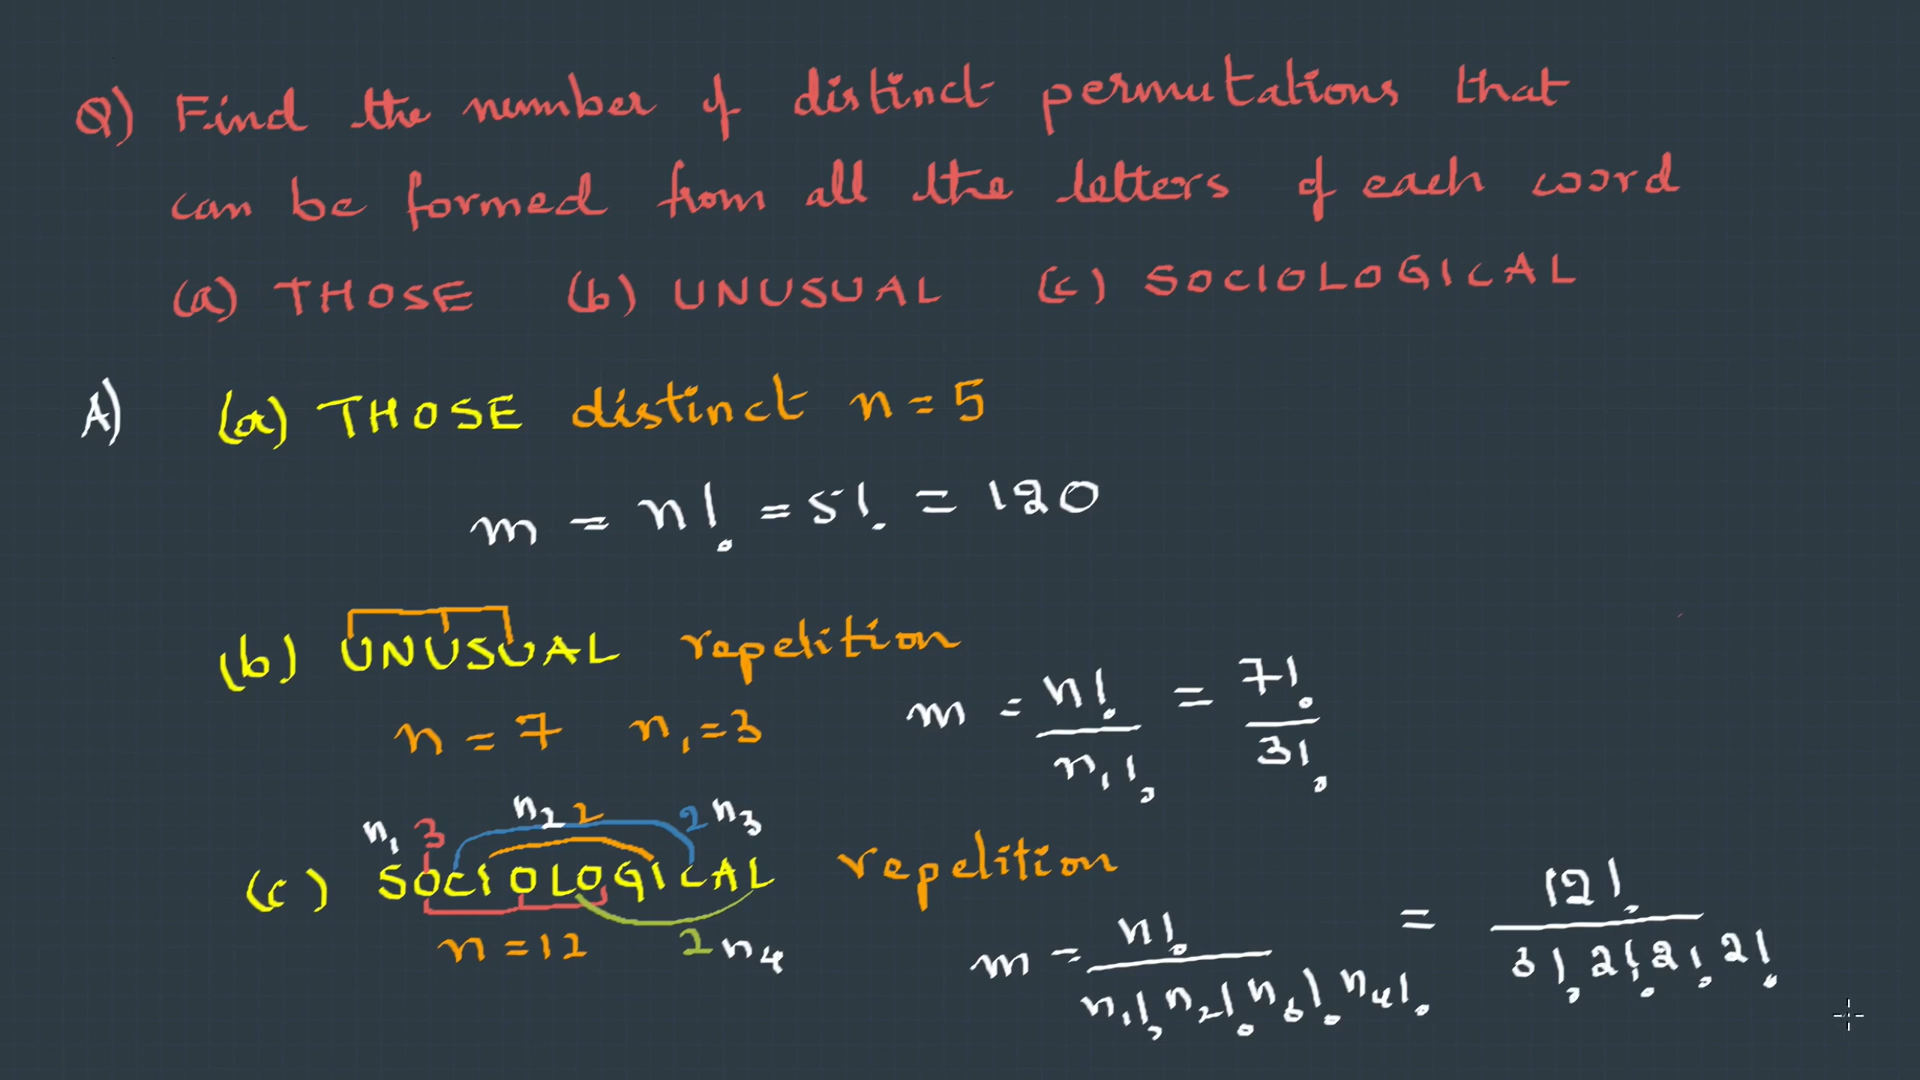 Q) Find the number of distinct permutations that
can be formed from all the letters of each word
(a) THOSE (b) UNUSUAL (c) SOCIOLOGICAL
A) (a) THOSE distinct n = 5
m = n! = 5! = 120
(b) UNUSUAL repetition
n = 7 n₁ = 3 m = n!/n₁! = 7!/3!
n₁ 3 n₂ 2 2 n₃
(c) SOCIOLOGICAL repetition
n = 12 2 n₄ m = n!/n₁! n₂! n₃! n₄! = 12!/3! 2! 2! 2!